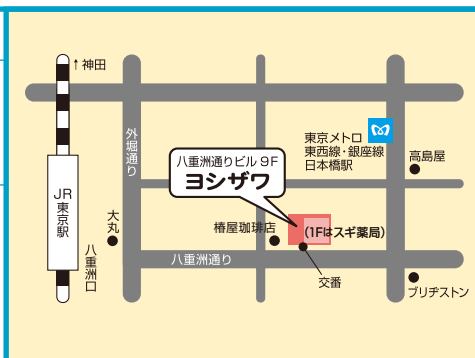 ↑神田
外堀通り
東京メトロ
東西線・銀座線
日本橋駅
高島屋
八重洲通りビル 9F
ヨシザワ
JR
東京駅
大丸
八重洲口
椿屋珈琲店
(1Fはスギ薬局)
八重洲通り
交番
ブリヂストン